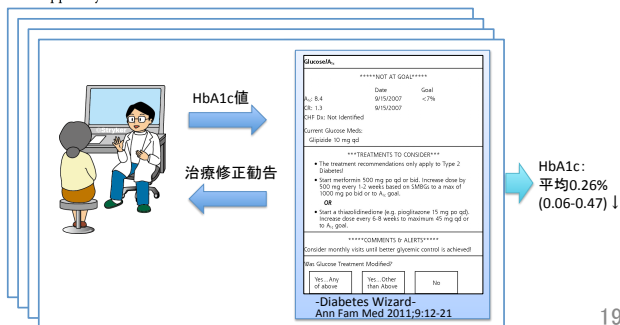 HbA1c値
治療修正勧告
Glucose/A1c
*****NOT AT GOAL*****
Date Goal
A1c: 8.4 9/15/2007 <7%
CR: 1.3 9/15/2007
CHF Dx: Not Identified
Current Glucose Meds:
Glipizide 10 mg qd
***TREATMENTS TO CONSIDER***
• The treatment recommendations only apply to Type 2
Diabetes!
• Start metformin 500 mg po qd or bid. Increase dose by
500 mg every 1-2 weeks based on SMBGs to a max of
1000 mg po bid or to A1c goal.
OR
• Start a thiazolidinedione (e.g. pioglitazone 15 mg po qd).
Increase dose every 6-8 weeks to maximum 45 mg qd or
to A1c goal.
*****COMMENTS & ALERTS*****
Consider monthly visits until better glycemic control is achieved!
Was Glucose Treatment Modified?
Yes...Any
of above
Yes...Other
than Above
No
-Diabetes Wizard-
Ann Fam Med 2011;9:12-21
HbA1c:
平均0.26%
(0.06-0.47)↓
19